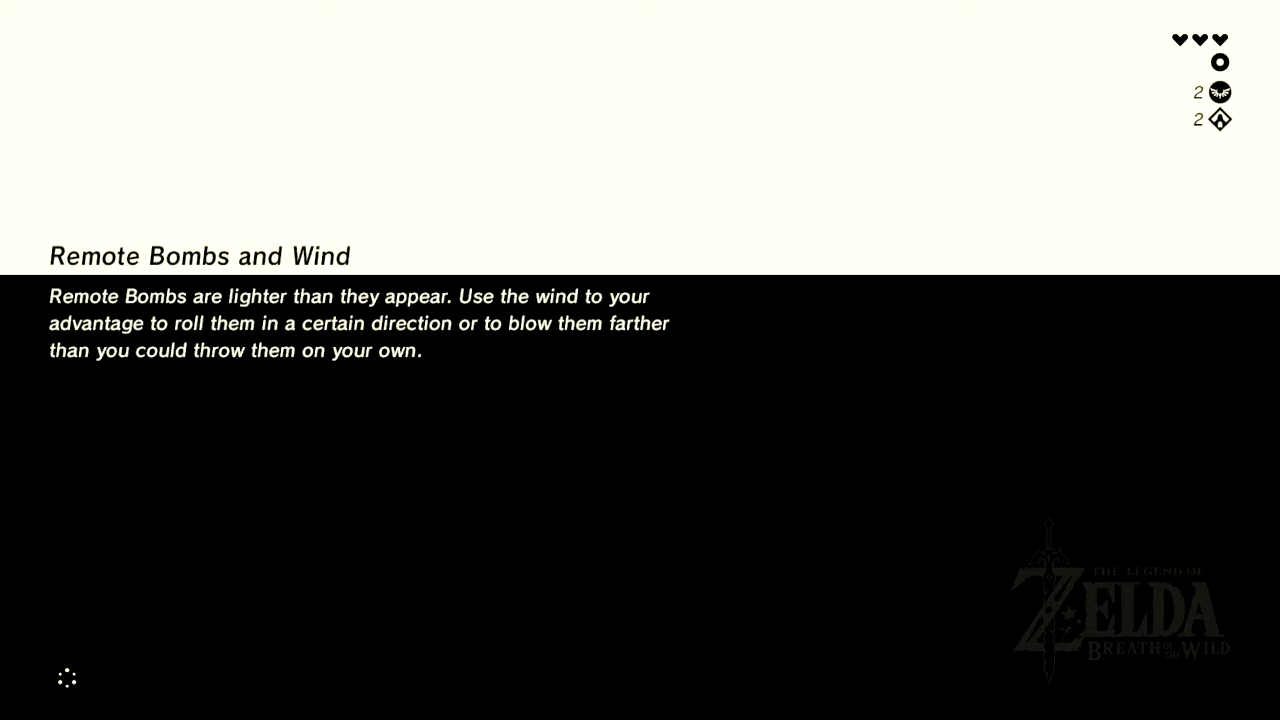 2
2
Remote Bombs and Wind
Remote Bombs are lighter than they appear. Use the wind to your
advantage to roll them in a certain direction or to blow them farther
than you could throw them on your own.
THE LEGEND OF
ZELDA
BREATH OF THE WILD